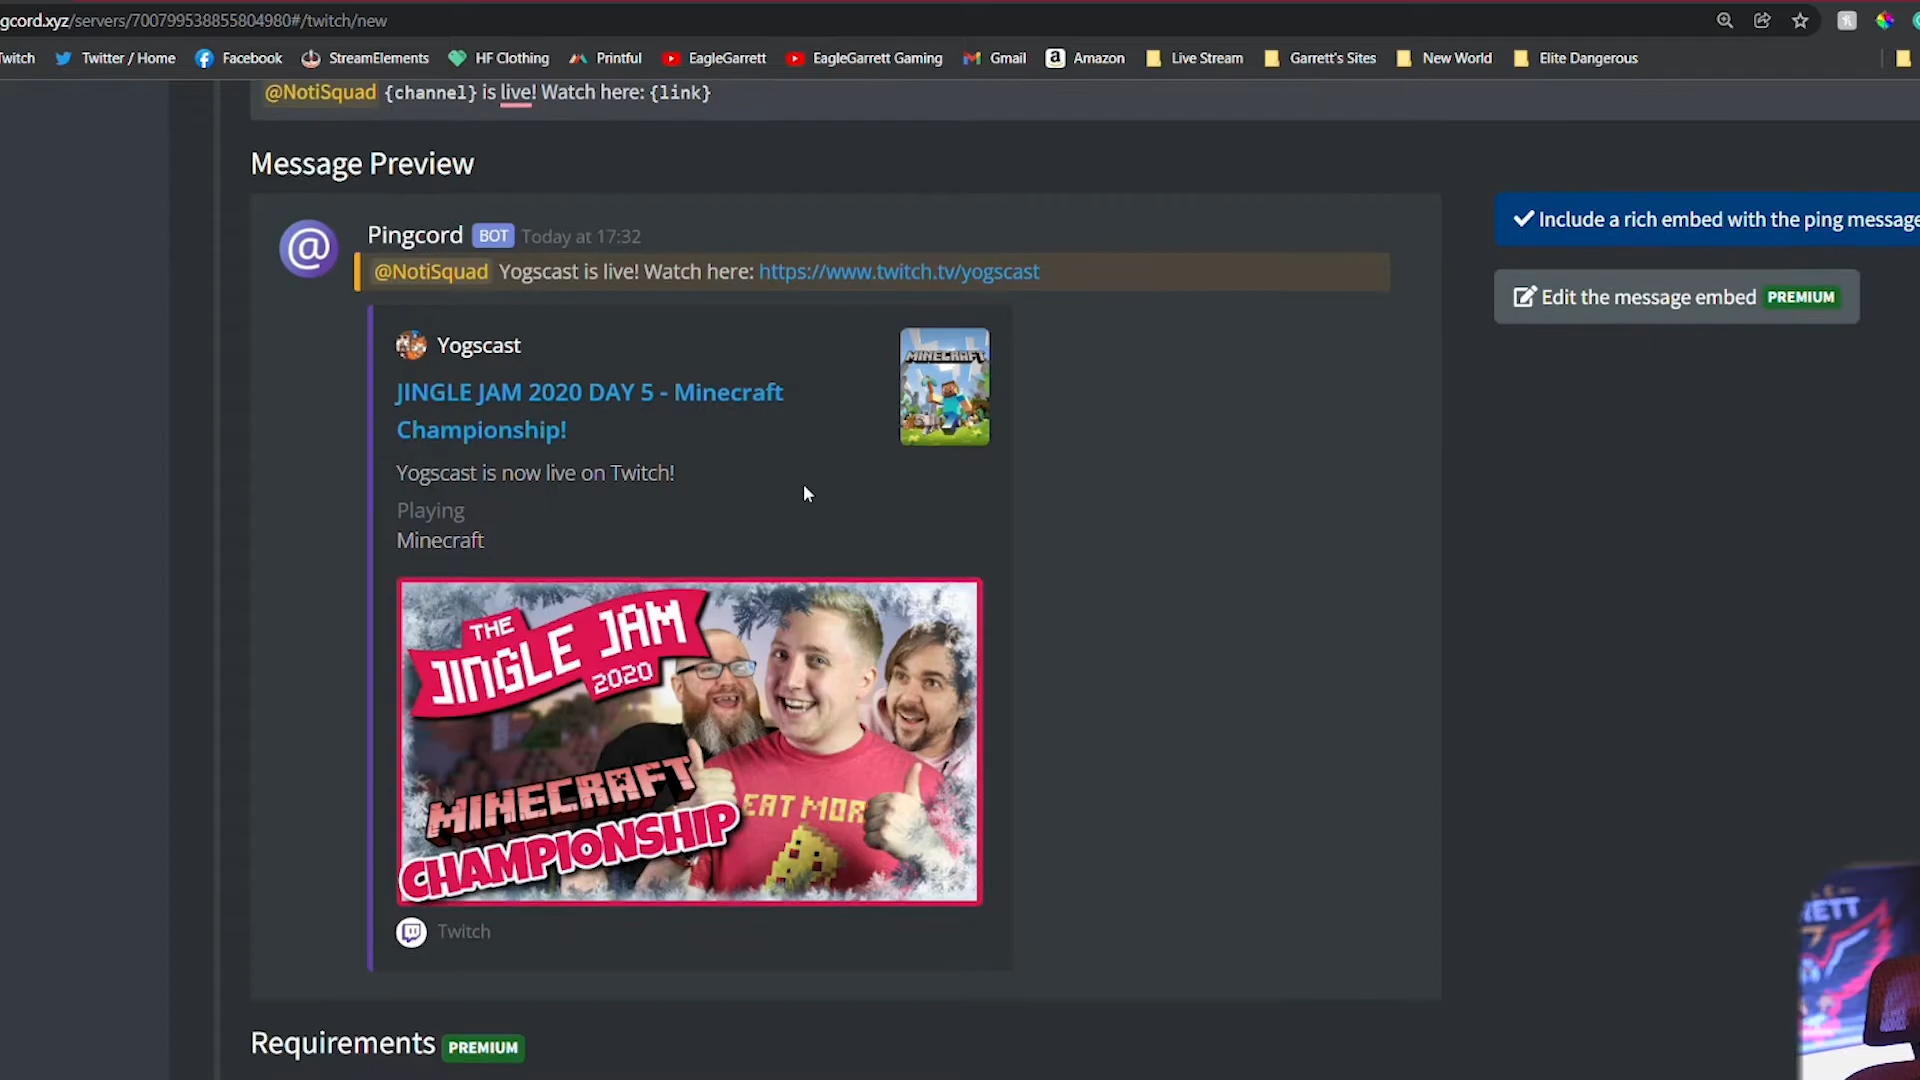 gcord.xyz/servers/700799538855804980#/twitch/new
Twitch Twitter / Home Facebook StreamElements HF Clothing Printful EagleGarrett EagleGarrett Gaming Gmail Amazon Live Stream Garrett's Sites New World Elite Dangerous
@NotiSquad {channel} is live! Watch here: {link}
Message Preview
Pingcord BOT Today at 17:32
@NotiSquad Yogscast is live! Watch here: https://www.twitch.tv/yogscast
Include a rich embed with the ping message
Edit the message embed PREMIUM
Yogscast
MINECRAFT
JINGLE JAM 2020 DAY 5 - Minecraft
Championship!
Yogscast is now live on Twitch!
Playing
Minecraft
THE
JINGLE JAM
2020
EAT MOR
MINECRAFT
CHAMPIONSHIP
Twitch
RETT
Requirements PREMIUM